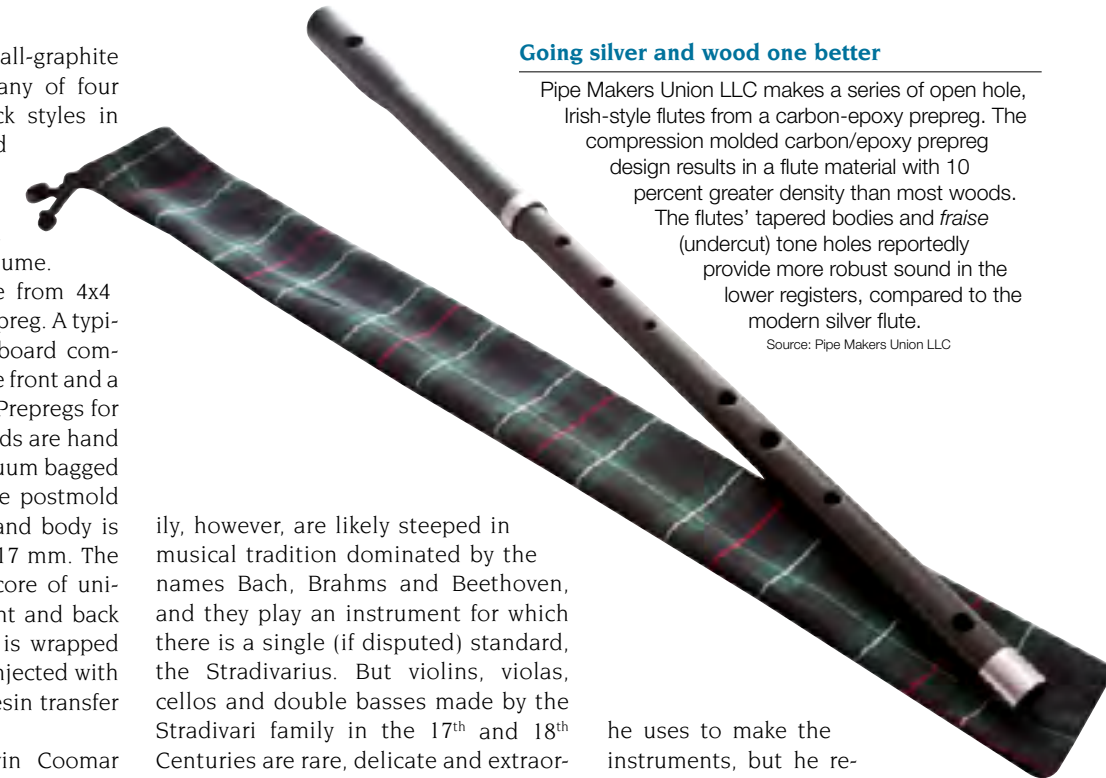 all-graphite
any of four
ck styles in
d
ume.
e from 4x4
preg. A typi-
board com-
e front and a
Prepregs for
ds are hand
uum bagged
e postmold
and body is
17 mm. The
core of uni-
nt and back
is wrapped
njected with
esin transfer
rin Coomar
ily, however, are likely steeped in
musical tradition dominated by the
names Bach, Brahms and Beethoven,
and they play an instrument for which
there is a single (if disputed) standard,
the Stradivarius. But violins, violas,
cellos and double basses made by the
Stradivari family in the 17th and 18th
Centuries are rare, delicate and extraor-
Going silver and wood one better
Pipe Makers Union LLC makes a series of open hole,
Irish-style flutes from a carbon-epoxy prepreg. The
compression molded carbon/epoxy prepreg
design results in a flute material with 10
percent greater density than most woods.
The flutes' tapered bodies and fraise
(undercut) tone holes reportedly
provide more robust sound in the
lower registers, compared to the
modern silver flute.
Source: Pipe Makers Union LLC
he uses to make the
instruments, but he re-